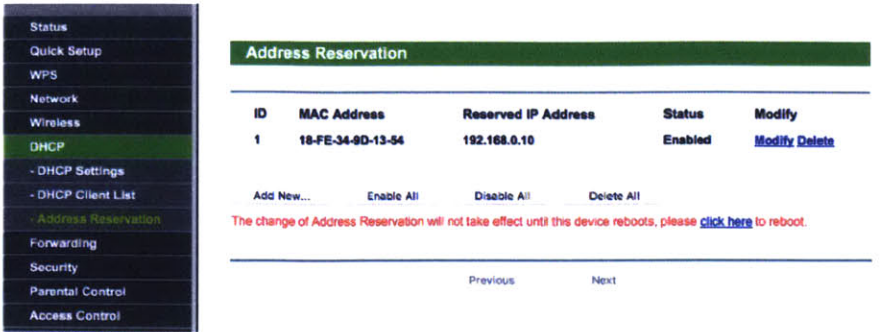 Status
Quick Setup
WPS
Network
Wireless
DHCP
- DHCP Settings
- DHCP Client List
- Address Reservation
Forwarding
Security
Parental Control
Access Control
Address Reservation
ID MAC Address Reserved IP Address Status Modify
1 18-FE-34-9D-13-54 192.168.0.10 Enabled Modify Delete
Add New... Enable All Disable All Delete All
The change of Address Reservation will not take effect until this device reboots, please click here to reboot.
Previous Next